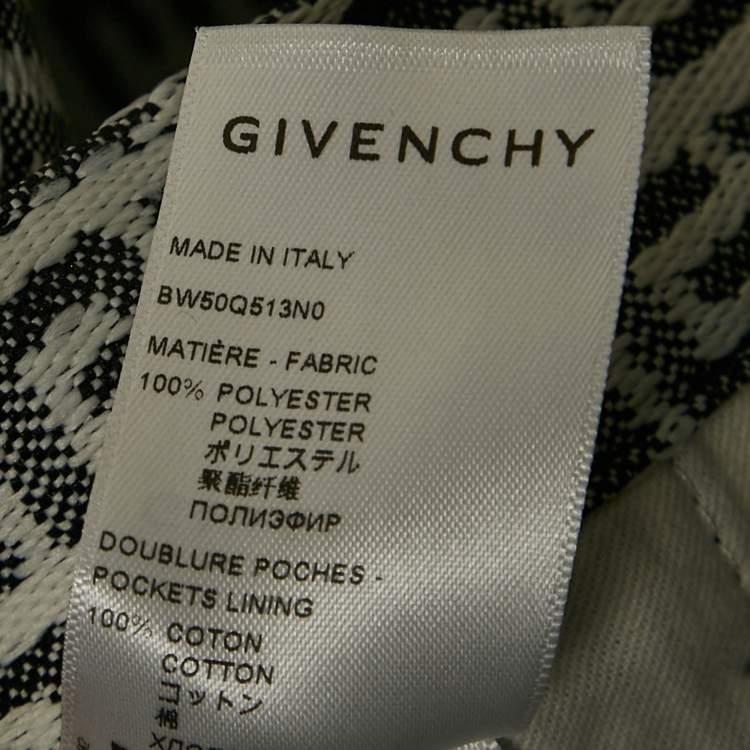 GIVENCHY
MADE IN ITALY
BW50Q513N0
MATIÈRE - FABRIC
100% POLYESTER
POLYESTER
ポリエステル
聚酯纤维
ПОЛИЭФИР
DOUBLURE POCHES -
POCKETS LINING
100% COTON
COTTON
コットン
棉